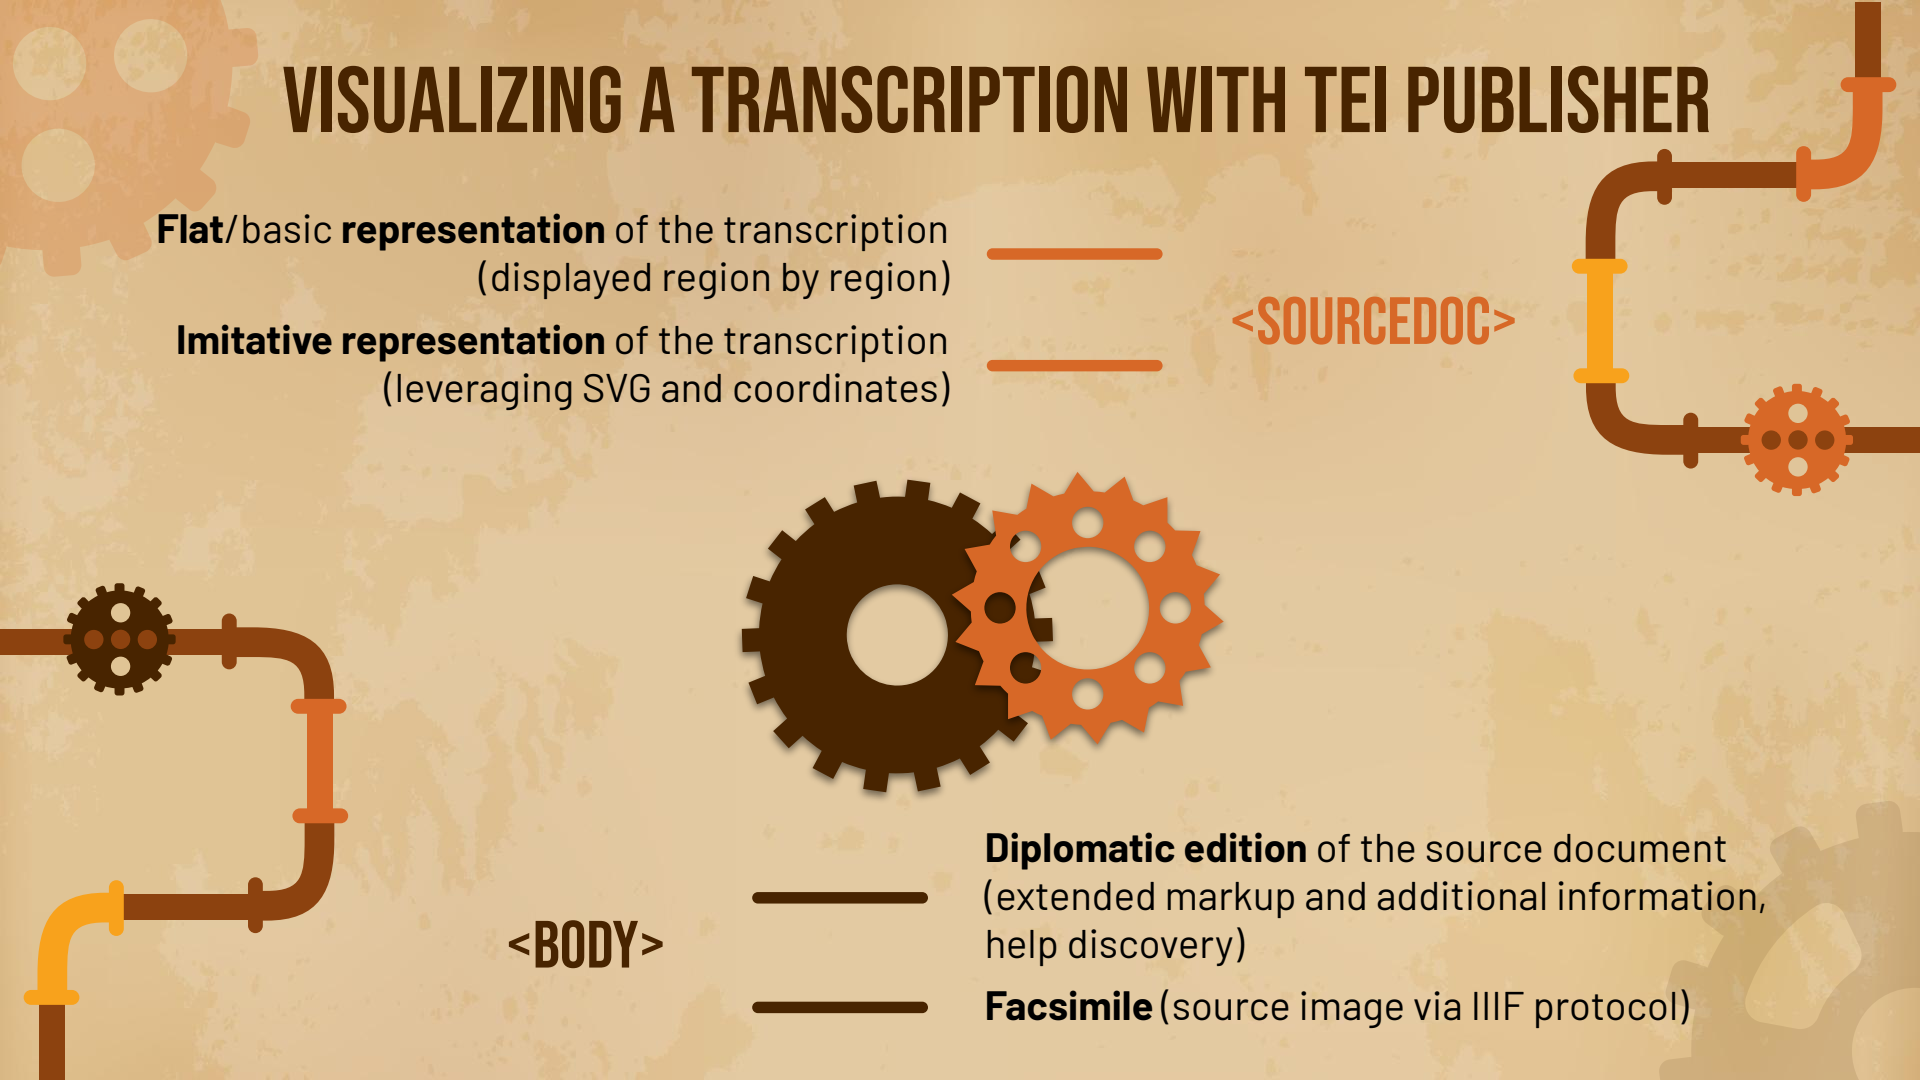 VISUALIZING A TRANSCRIPTION WITH TEI PUBLISHER
Flat/basic representation of the transcription
(displayed region by region)
Imitative representation of the transcription
(leveraging SVG and coordinates)
<SOURCEDOC>
<BODY>
Diplomatic edition of the source document
(extended markup and additional information,
help discovery)
Facsimile (source image via IIIF protocol)